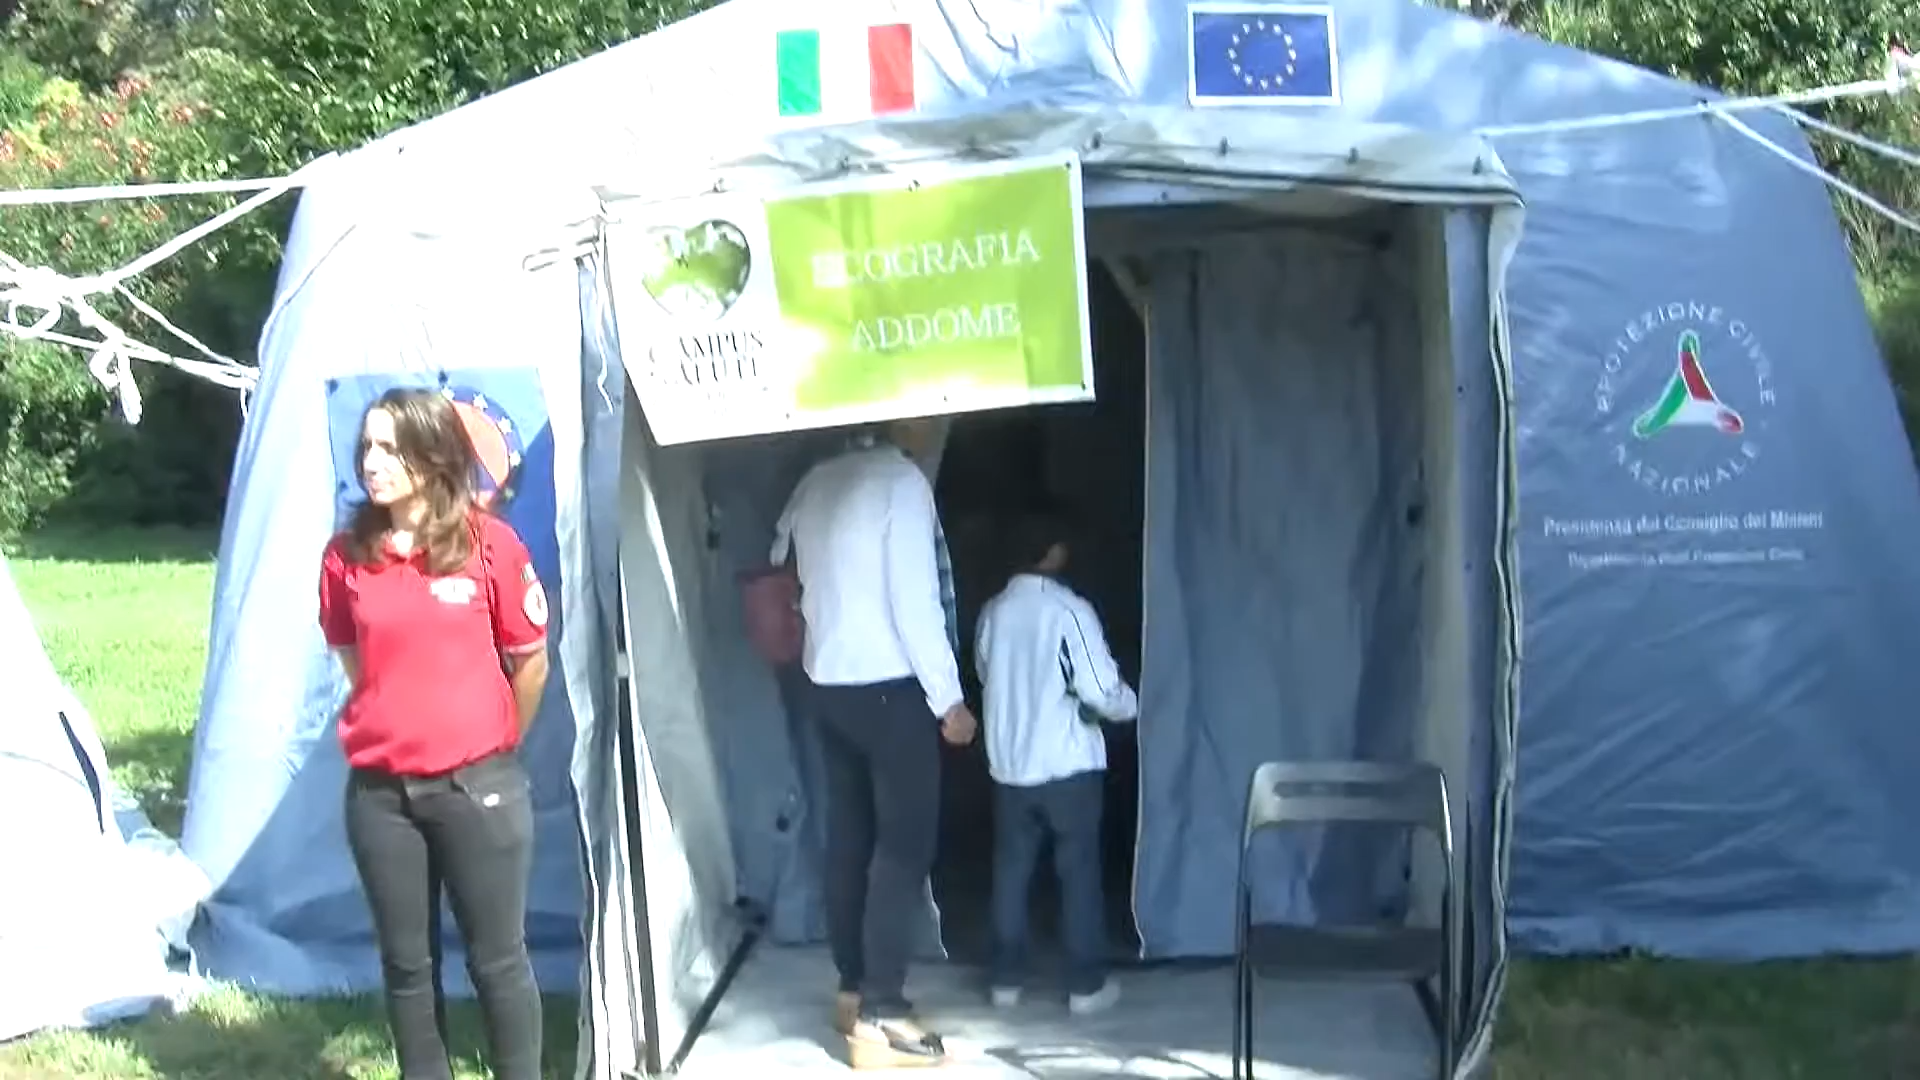 ECOGRAFIA
ADDOME
CAMPUS
SALUTE
PROTEZIONE CIVILE
NAZIONALE
Presidenza del Consiglio dei Ministri